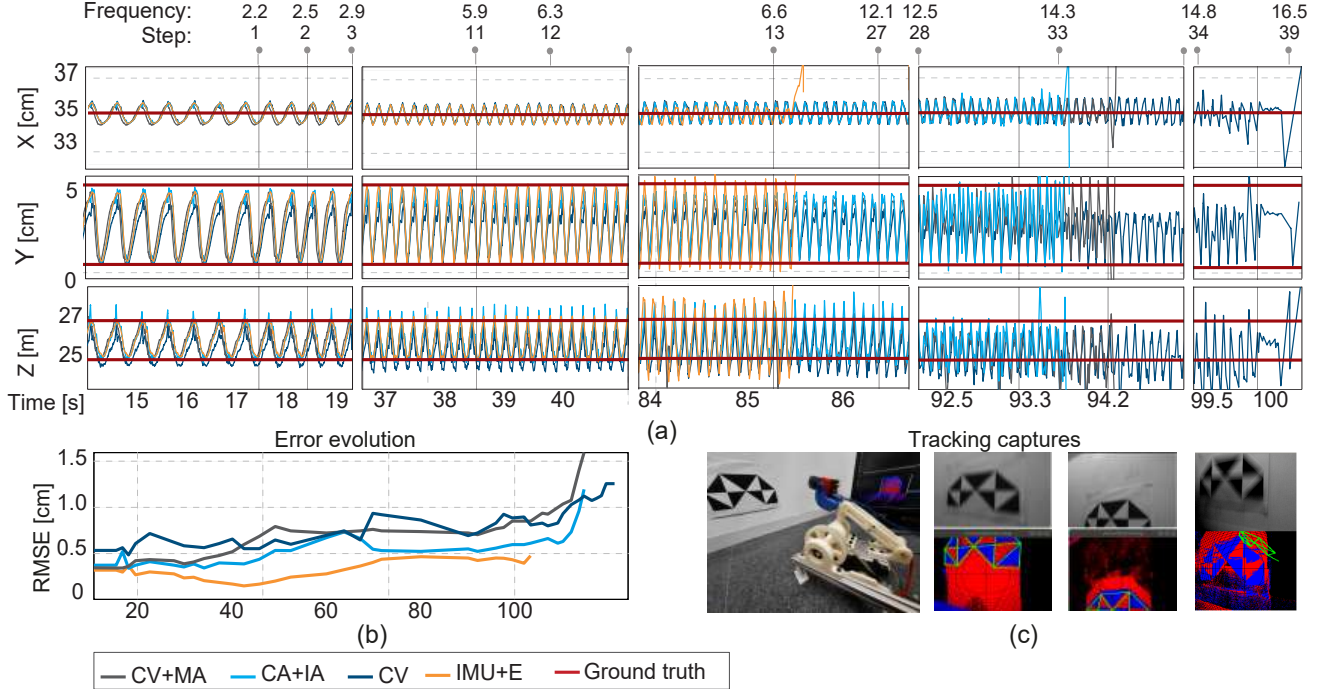 Frequency: 2.2 2.5 2.9 5.9 6.3 6.6 12.1 12.5 14.3 14.8 16.5
Step: 1 2 3 11 12 13 27 28 33 34 39
X [cm] 37 35 33
Y [cm] 5 0
Z [m] 27 25
Time [s] 15 16 17 18 19 37 38 39 40 84 85 86 92.5 93.3 94.2 99.5 100
(a)
Error evolution
RMSE [cm] 1.5 1.0 0.5 0
20 40 60 80 100
(b)
Tracking captures
(c)
CV+MA CA+IA CV IMU+E Ground truth